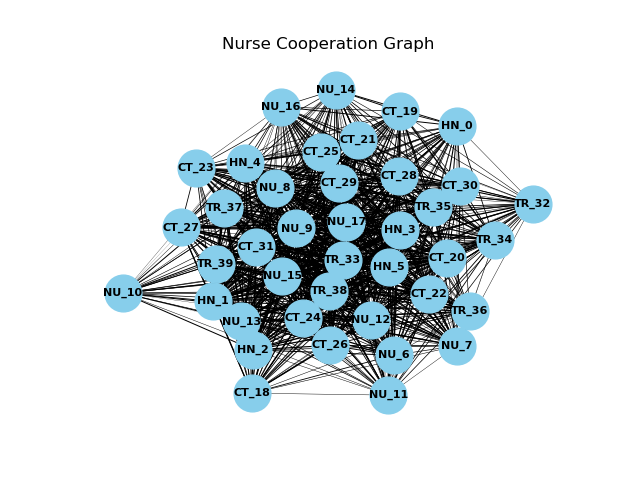 Nurse Cooperation Graph
NU_14
NU_16
CT_19
HN_0
CT_21
CT_25
HN_4
CT_23
CT_28
CT_29
CT_30
NU_8
TR_32
TR_37
TR_35
NU_17
CT_27
NU_9
HN_3
TR_34
CT_31
CT_20
TR_33
TR_39
HN_5
NU_15
TR_38
NU_10
CT_22
HN_1
TR_36
CT_24
NU_12
NU_13
CT_26
NU_7
HN_2
NU_6
CT_18
NU_11